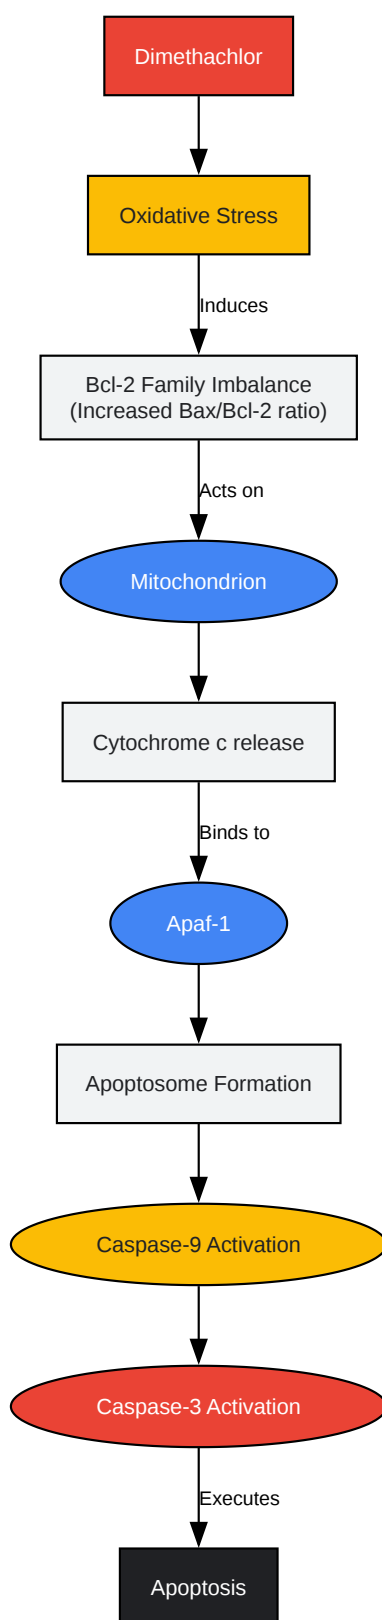 Dimethachlor
Oxidative Stress
Induces
Bcl-2 Family Imbalance
(Increased Bax/Bcl-2 ratio)
Acts on
Mitochondrion
Cytochrome c release
Binds to
Apaf-1
Apoptosome Formation
Caspase-9 Activation
Caspase-3 Activation
Executes
Apoptosis